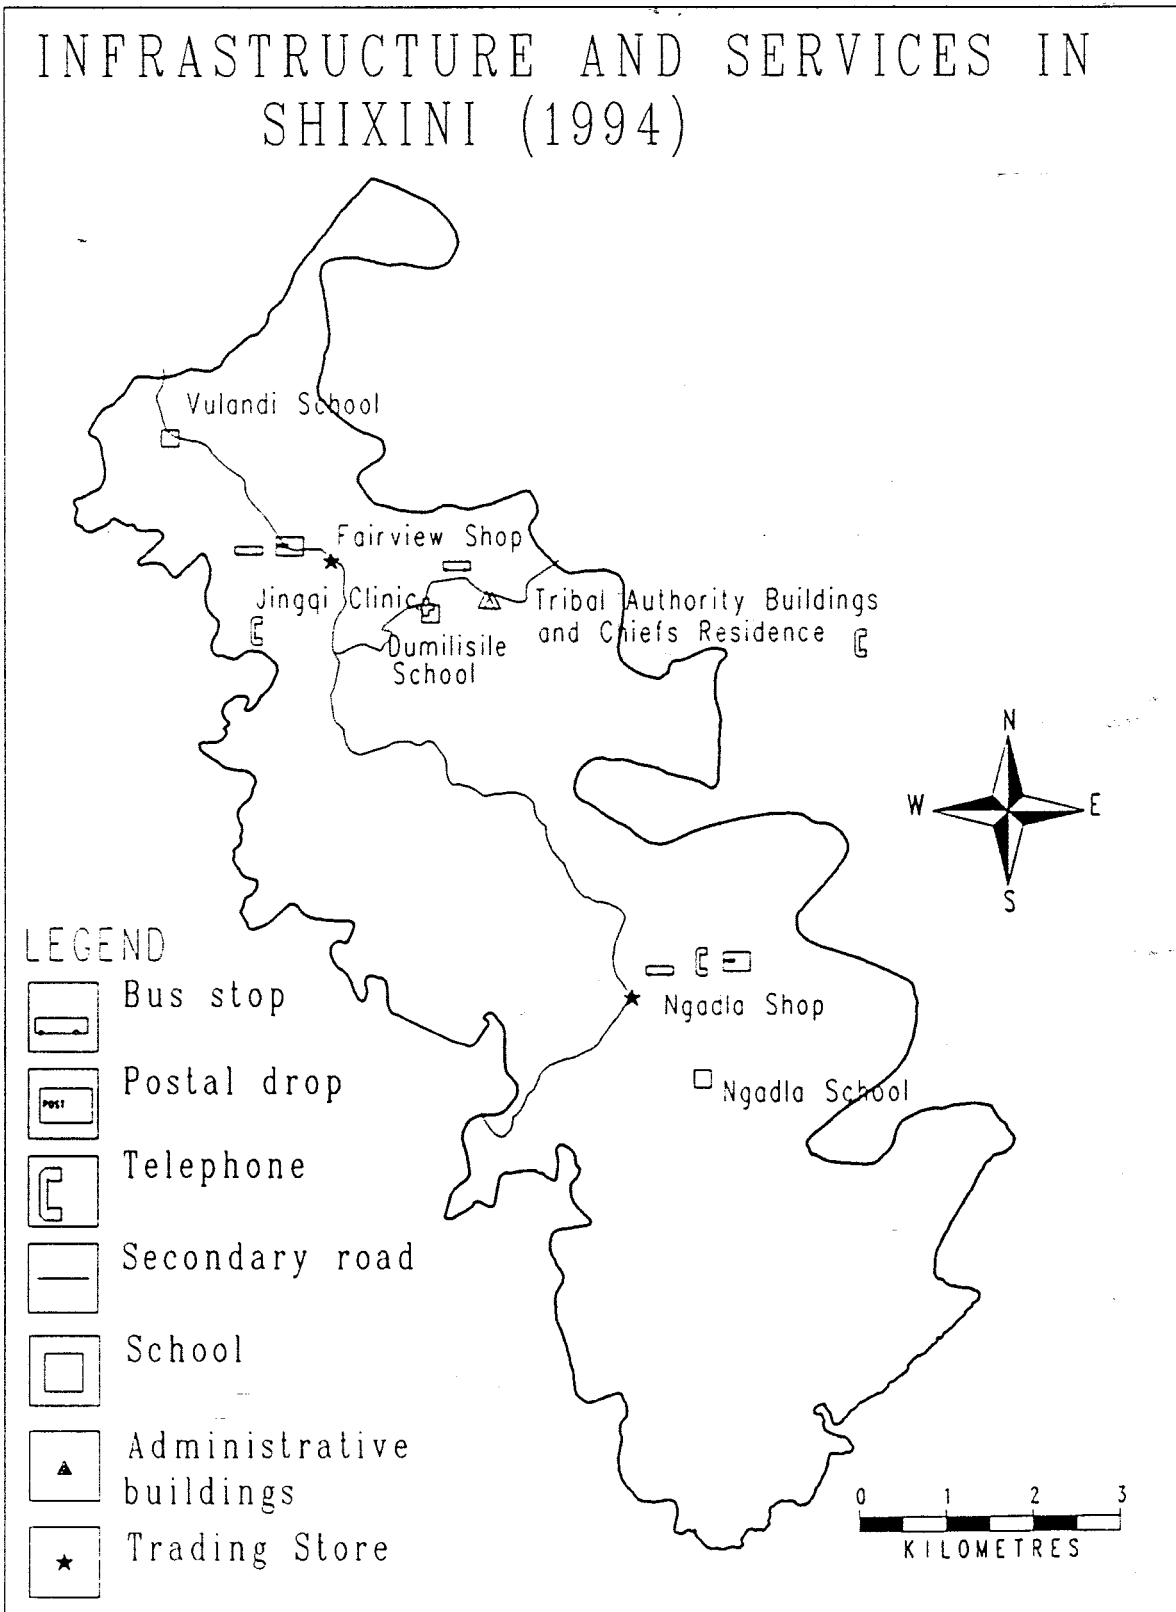 INFRASTRUCTURE AND SERVICES IN
SHIXINI (1994)
Vulandi School
Fairview Shop
Jingqi Clinic
Tribal Authority Buildings
and Chiefs Residence
Dumilisile
School
N
W
E
S
Ngadla Shop
Ngadla School
LEGEND
Bus stop
POST
Postal drop
Telephone
Secondary road
School
Administrative
buildings
Trading Store
0 1 2 3
KILOMETRES